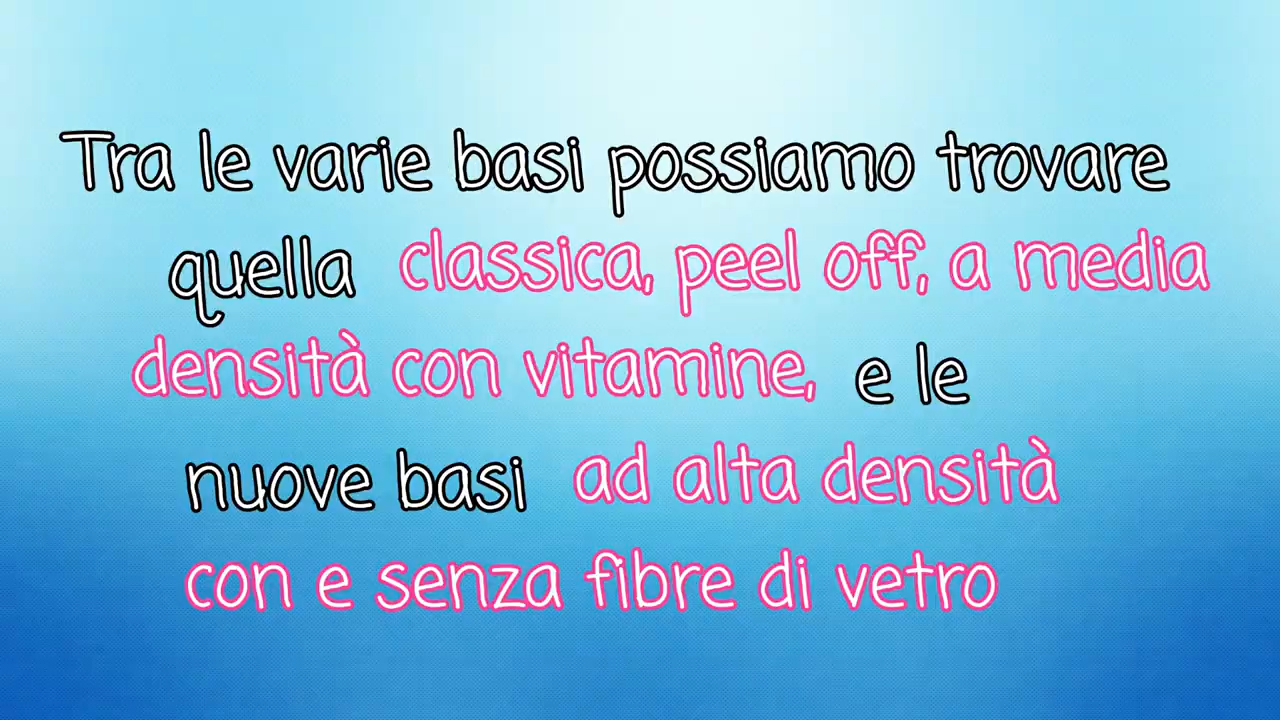 Tra le varie basi possiamo trovare
quella classica, peel off, a media
densità con vitamine, e le
nuove basi ad alta densità
con e senza fibre di vetro